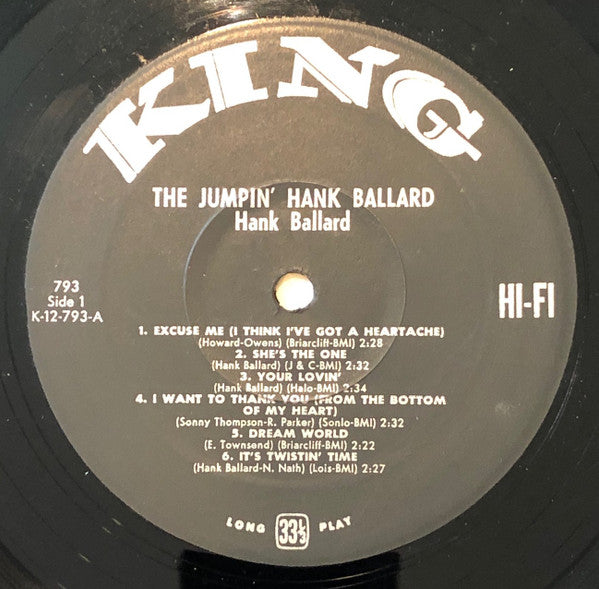 KING
THE JUMPIN' HANK BALLARD
Hank Ballard
793
Side 1
K-12-793-A
HI-FI
1. EXCUSE ME (I THINK I'VE GOT A HEARTACHE)
(Howard-Owens) (Briarcliff-BMI) 2:28
2. SHE'S THE ONE
(Hank Ballard) (J & C-BMI) 2:32
3. YOUR LOVIN'
(Hank Ballard) (Halo-BMI) 2:34
4. I WANT TO THANK YOU (FROM THE BOTTOM
OF MY HEART)
(Sonny Thompson-R. Parker) (Sonlo-BMI) 2:32
5. DREAM WORLD
(E. Townsend) (Briarcliff-BMI) 2:22
6. IT'S TWISTIN' TIME
(Hank Ballard-N. Nath) (Lois-BMI) 2:27
LONG 33 1/3 PLAY